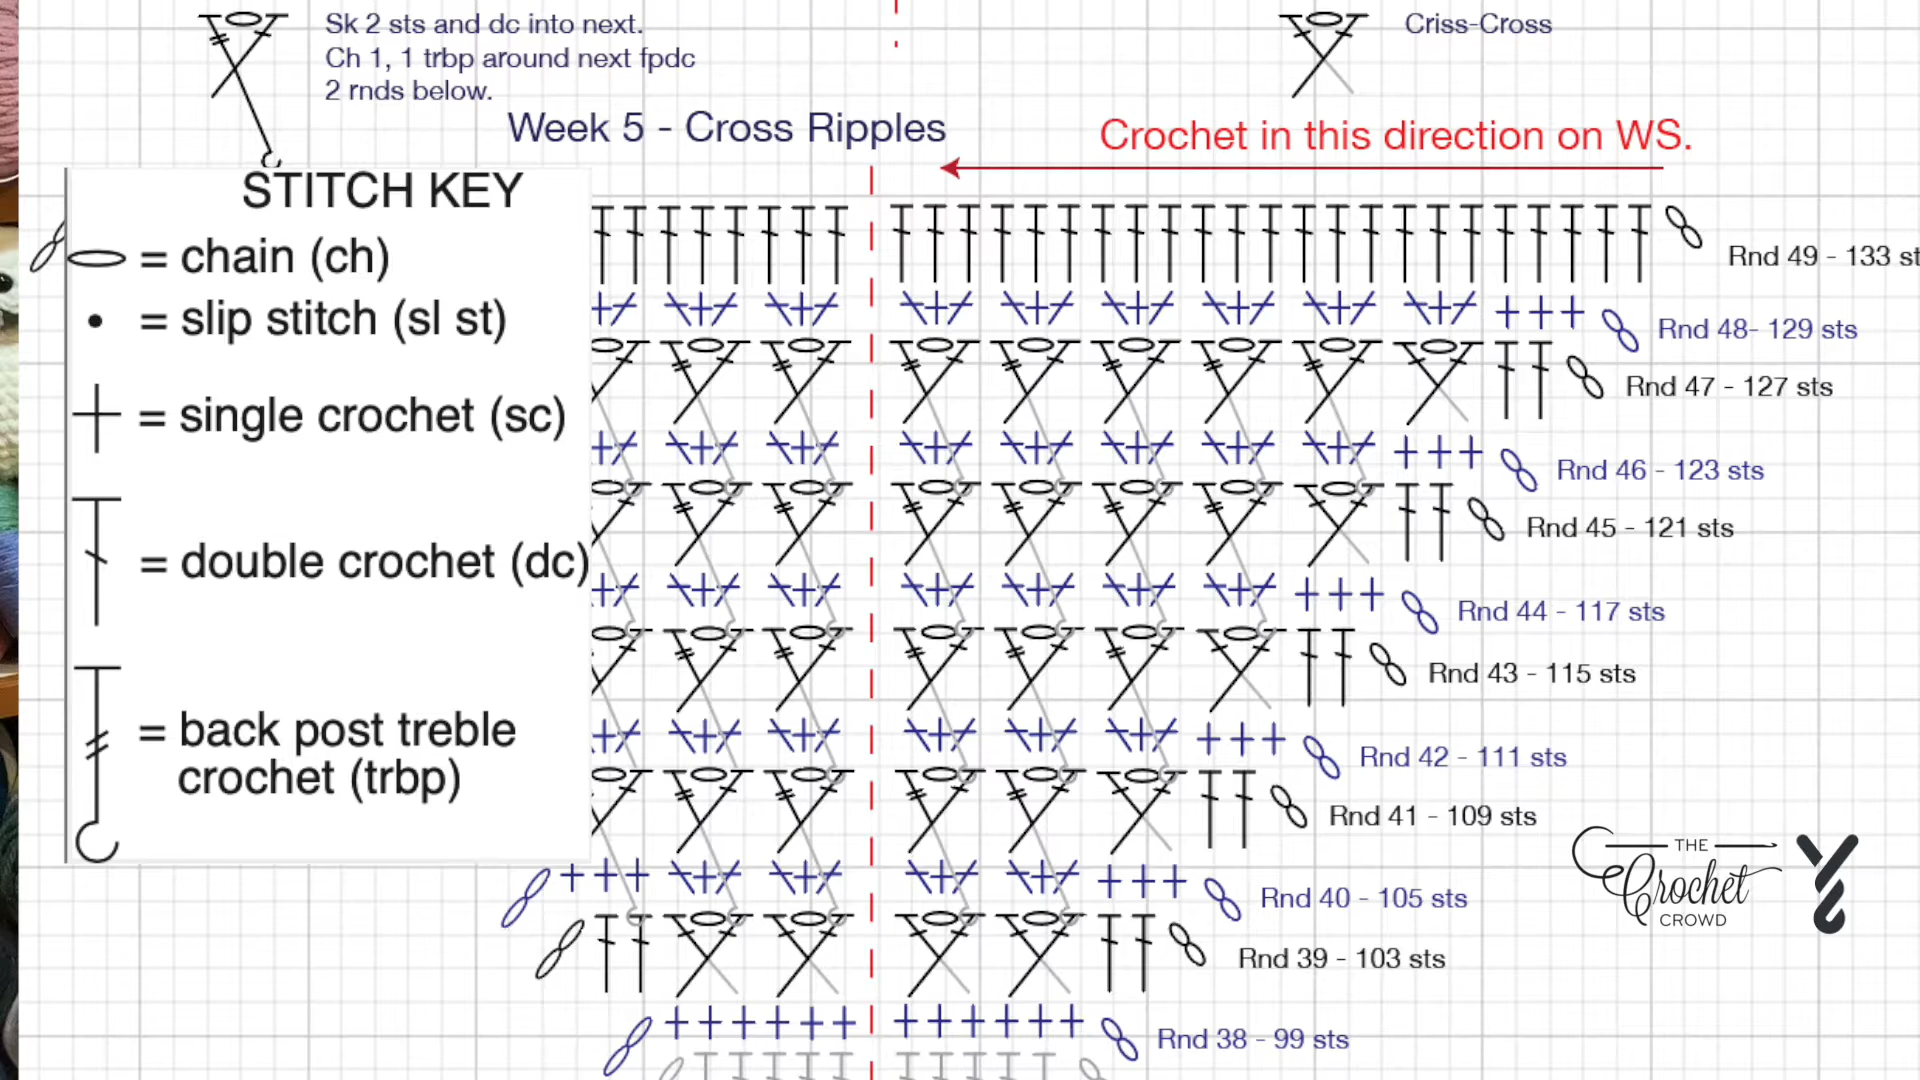 Sk 2 sts and dc into next.
Ch 1, 1 trbp around next fpdc
2 rnds below.
Criss-Cross
Week 5 - Cross Ripples
Crochet in this direction on WS.
STITCH KEY
= chain (ch)
= slip stitch (sl st)
= single crochet (sc)
= double crochet (dc)
= back post treble
crochet (trbp)
Rnd 49 - 133 st
Rnd 48- 129 sts
Rnd 47 - 127 sts
Rnd 46 - 123 sts
Rnd 45 - 121 sts
Rnd 44 - 117 sts
Rnd 43 - 115 sts
Rnd 42 - 111 sts
Rnd 41 - 109 sts
Rnd 40 - 105 sts
Rnd 39 - 103 sts
Rnd 38 - 99 sts
THE
Crochet
CROWD